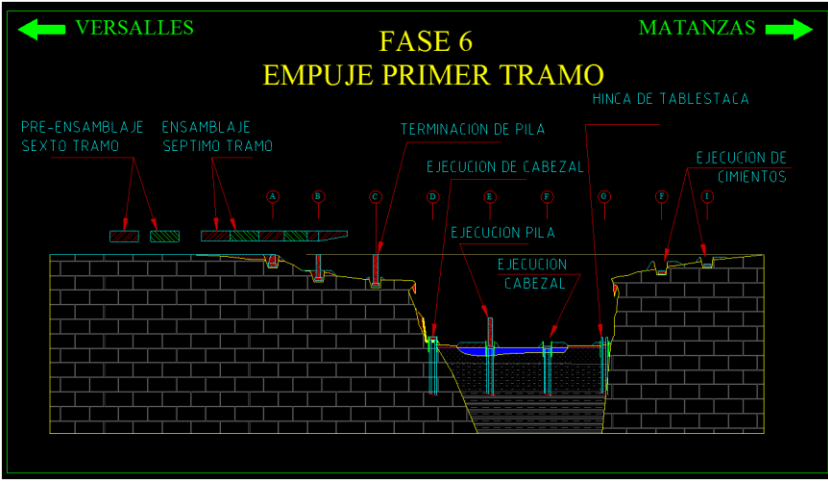 VERSALLES
MATANZAS
FASE 6
EMPUJE PRIMER TRAMO
HINCA DE TABLESTACA
PRE-ENSAMBLAJE
SEXTO TRAMO
ENSAMBLAJE
SEPTIMO TRAMO
TERMINACION DE PILA
EJECUCION DE CABEZAL
EJECUCION DE
CIMIENTOS
A
B
C
D
E
F
G
F
I
EJECUCION PILA
EJECUCION
CABEZAL